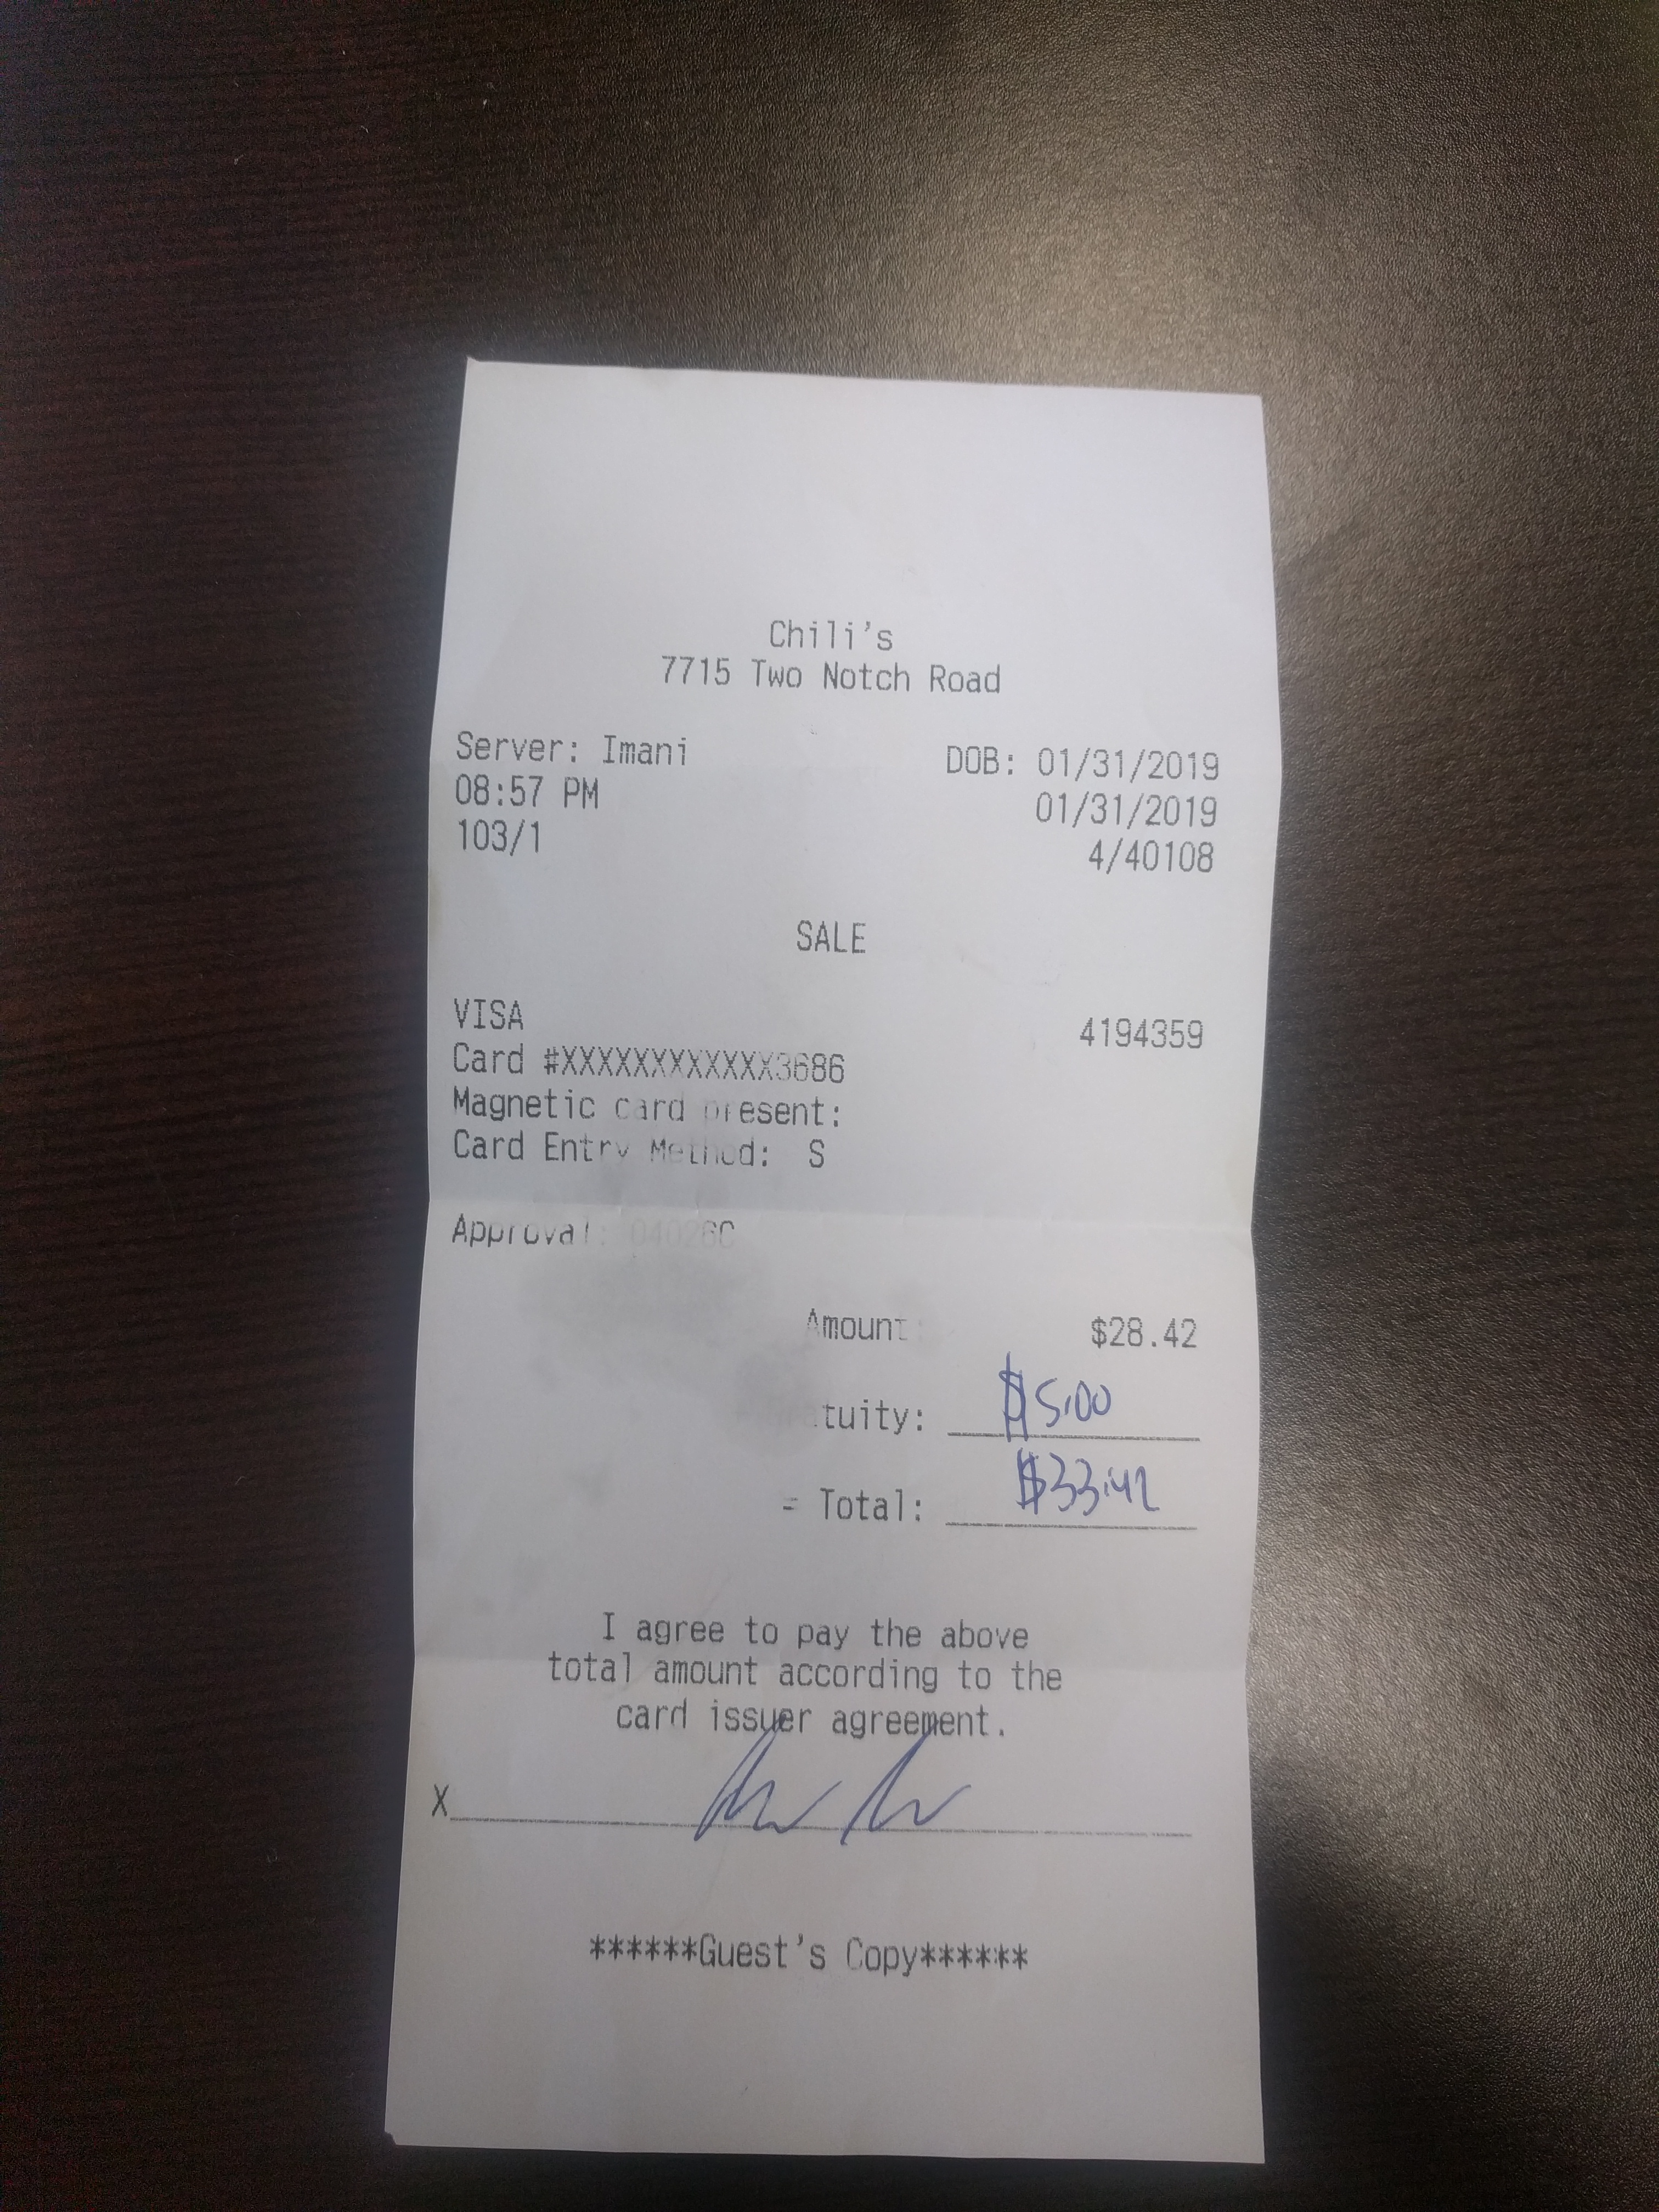 Chili's
7715 Two Notch Road
Server: Imani DOB: 01/31/2019
08:57 PM 01/31/2019
103/1 4/40108
SALE
VISA 4194359
Card #XXXXXXXXXXXX3686
Magnetic card present:
Card Entry Method: S
Approval: 04026C
Amount: $28.42
tuity: $5.00
= Total: $33.42
I agree to pay the above
total amount according to the
card issuer agreement.
X
******Guest's Copy******